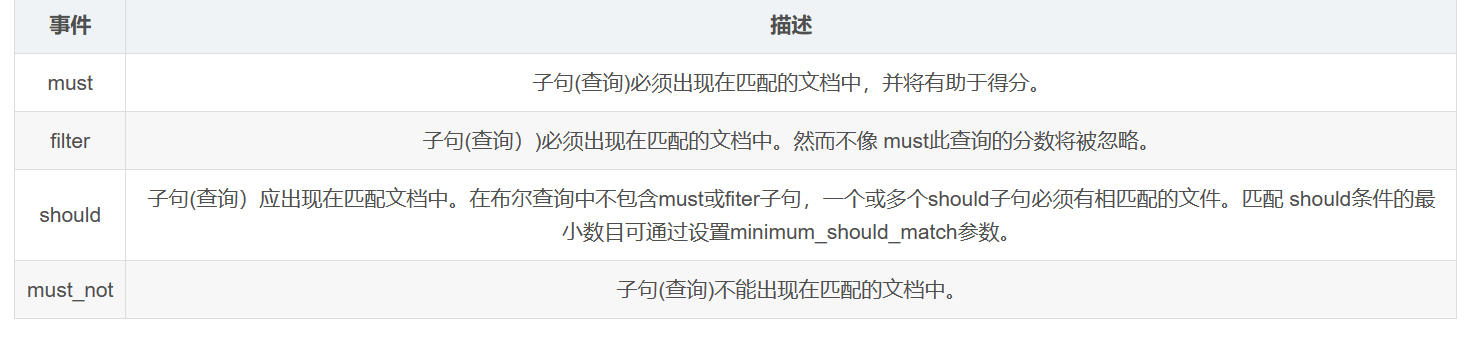 事件 描述
must 子句(查询)必须出现在匹配的文档中，并将有助于得分。
filter 子句(查询）)必须出现在匹配的文档中。然而不像 must此查询的分数将被忽略。
should 子句(查询）应出现在匹配文档中。在布尔查询中不包含must或fiter子句，一个或多个should子句必须有相匹配的文件。匹配 should条件的最
小数目可通过设置minimum_should_match参数。
must_not 子句(查询)不能出现在匹配的文档中。